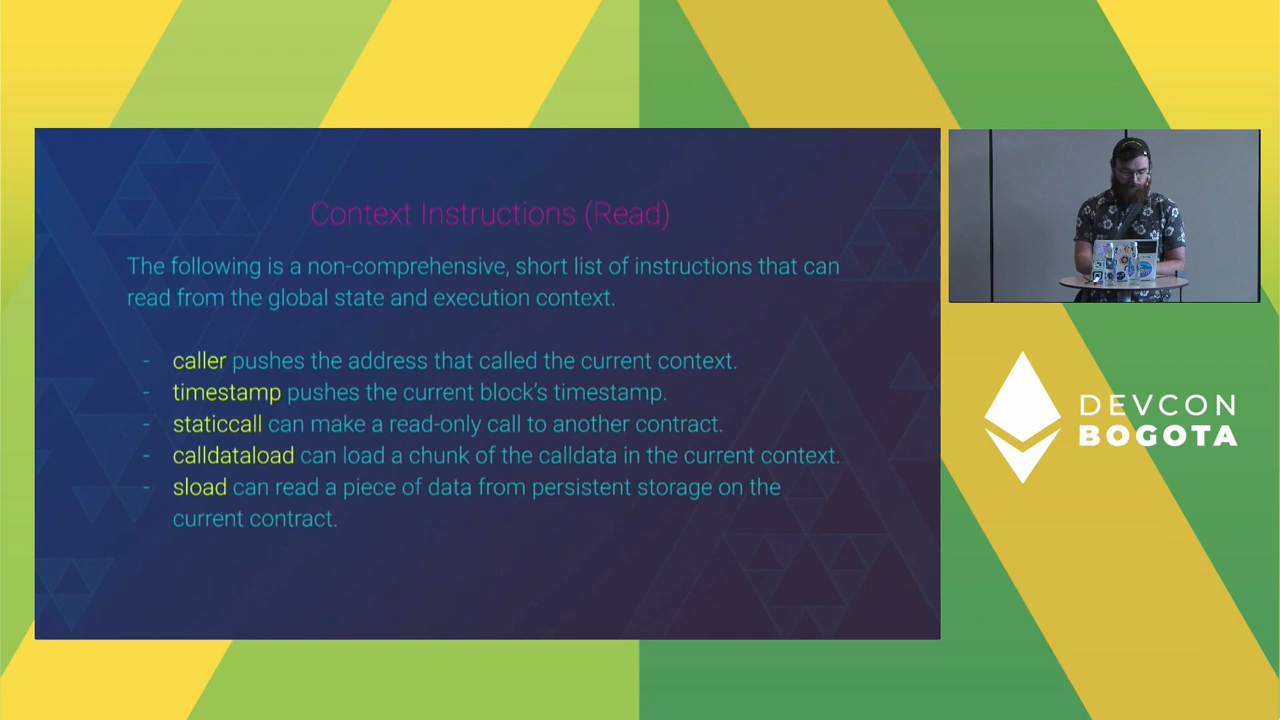 Context Instructions (Read)
The following is a non-comprehensive, short list of instructions that can
read from the global state and execution context.
- caller pushes the address that called the current context.
- timestamp pushes the current block's timestamp.
- staticcall can make a read-only call to another contract.
- calldataload can load a chunk of the calldata in the current context.
- sload can read a piece of data from persistent storage on the
current contract.
DEVCON
BOGOTA